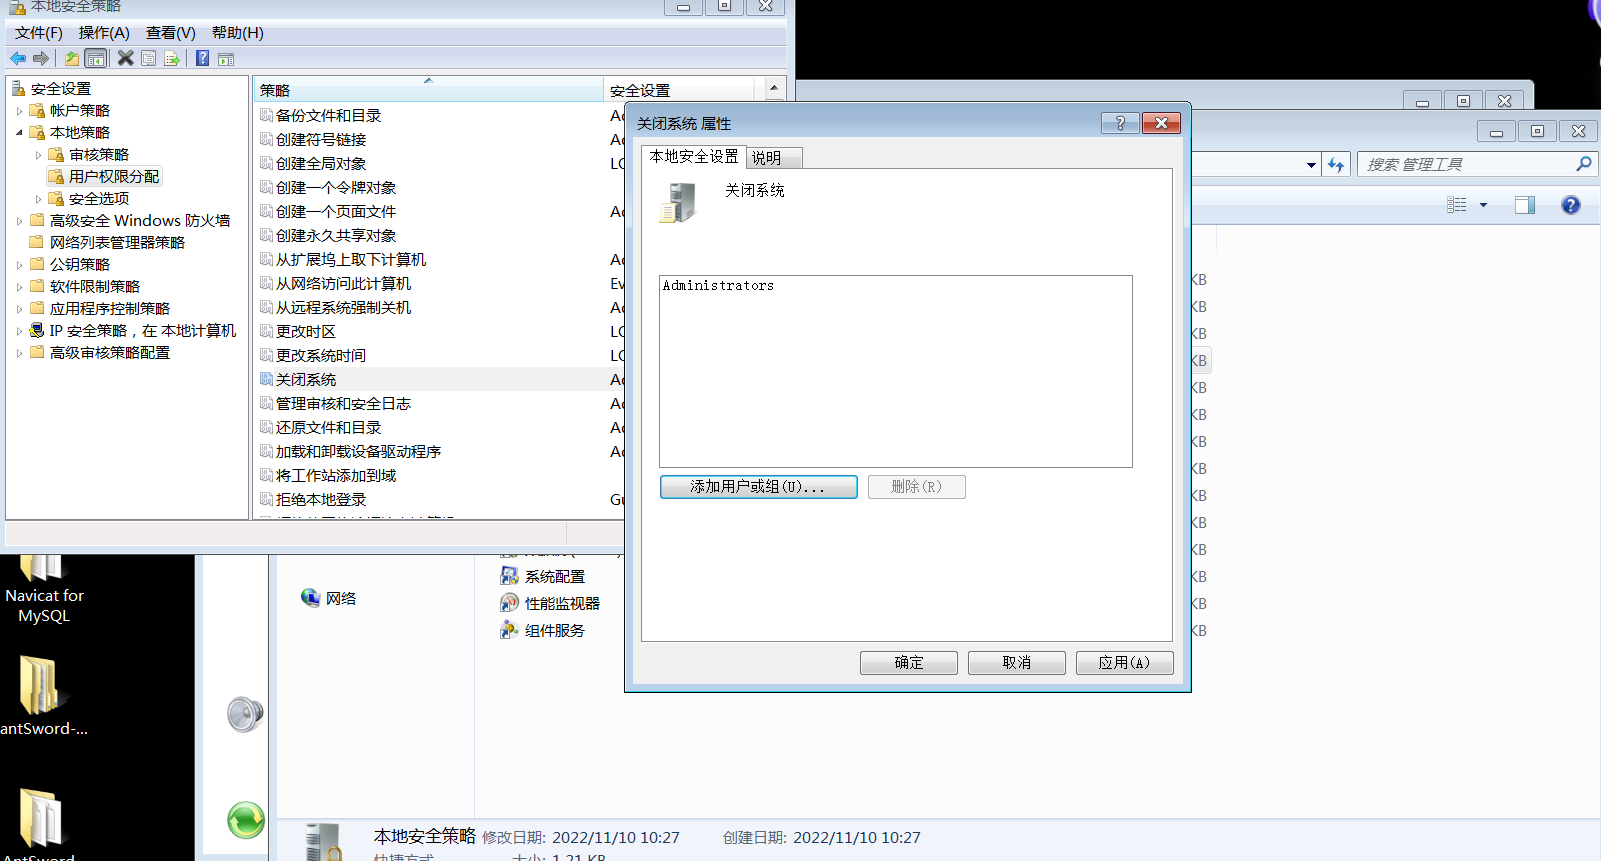 本地安全策略
文件(F) 操作(A) 查看(V) 帮助(H)
安全设置
帐户策略
本地策略
审核策略
用户权限分配
安全选项
高级安全 Windows 防火墙
网络列表管理器策略
公钥策略
软件限制策略
应用程序控制策略
IP 安全策略，在 本地计算机
高级审核策略配置
策略 安全设置
备份文件和目录
创建符号链接
创建全局对象
创建一个令牌对象
创建一个页面文件
创建永久共享对象
从扩展坞上取下计算机
从网络访问此计算机
从远程系统强制关机
更改时区
更改系统时间
关闭系统
管理审核和安全日志
还原文件和目录
加载和卸载设备驱动程序
将工作站添加到域
拒绝本地登录
关闭系统 属性
本地安全设置 说明
关闭系统
Administrators
添加用户或组(U)... 删除(R)
确定 取消 应用(A)
搜索 管理工具
KB
KB
KB
KB
KB
KB
KB
KB
KB
KB
KB
KB
KB
KB
网络
系统配置
性能监视器
组件服务
Navicat for
MySQL
antSword-...
AntSword
本地安全策略 修改日期: 2022/11/10 10:27 创建日期: 2022/11/10 10:27
快捷方式 大小: 1.21 KB